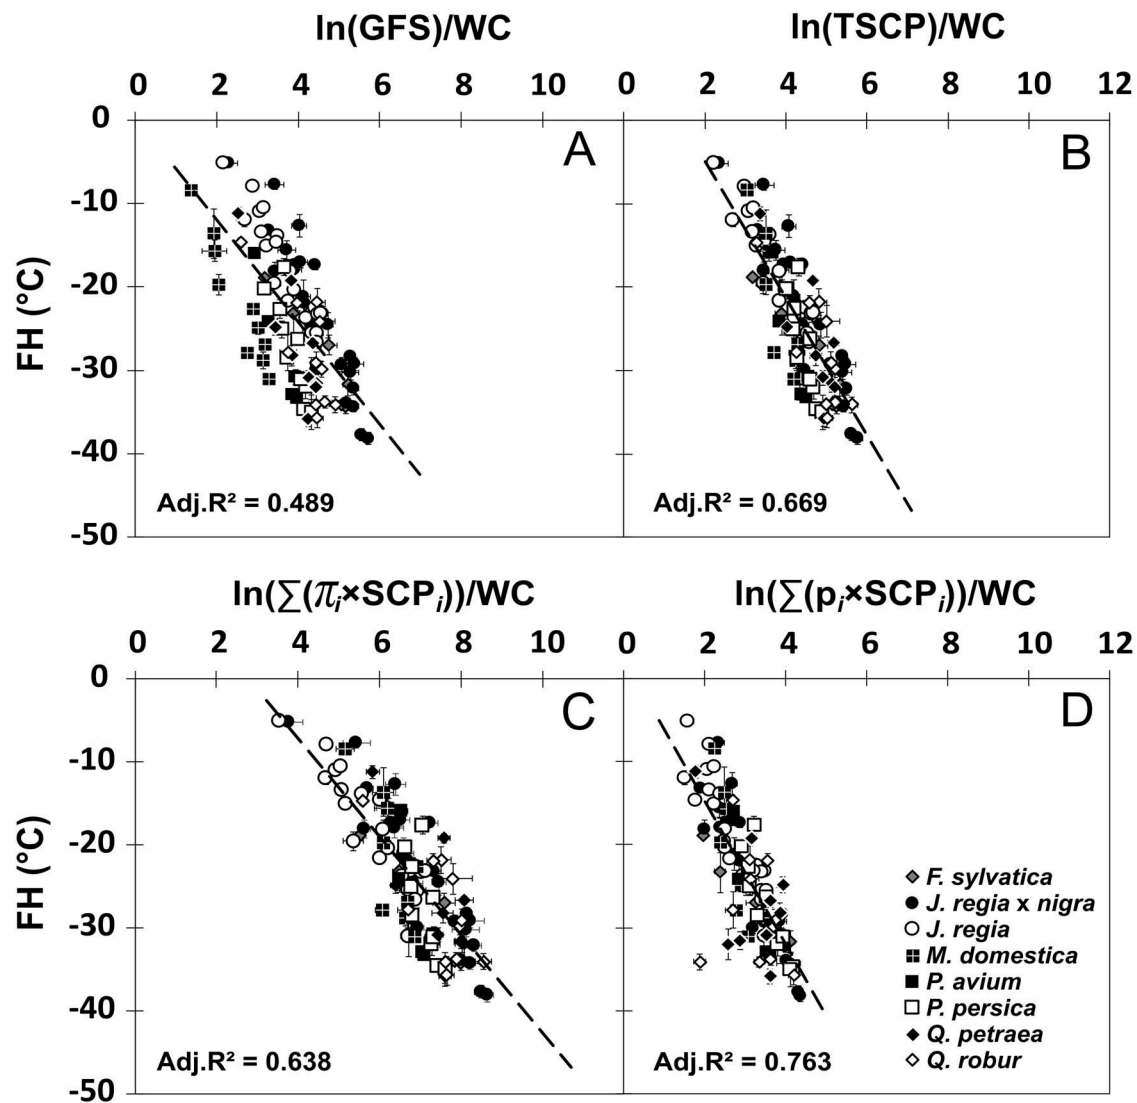 ln(GFS)/WC
ln(TSCP)/WC
0 2 4 6 8 10 0 2 4 6 8 10 12
0
-10
-20
-30
-40
-50
FH (°C)
A
B
Adj.R² = 0.489
Adj.R² = 0.669
ln(∑(πi×SCPi))/WC
ln(∑(pi×SCPi))/WC
0 2 4 6 8 10 0 2 4 6 8 10 12
0
-10
-20
-30
-40
-50
FH (°C)
C
D
F. sylvatica
J. regia x nigra
J. regia
M. domestica
P. avium
P. persica
Q. petraea
Q. robur
Adj.R² = 0.638
Adj.R² = 0.763